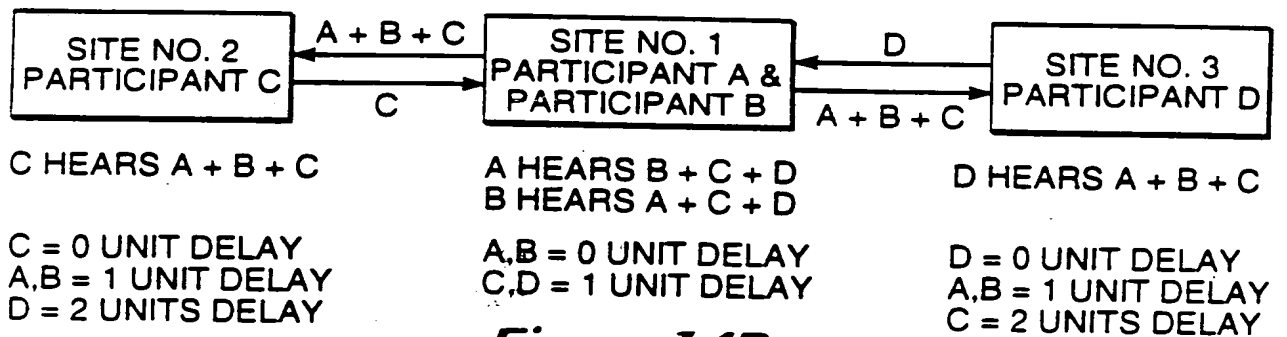 SITE NO. 2
PARTICIPANT C
A + B + C
C
SITE NO. 1
PARTICIPANT A &
PARTICIPANT B
D
A + B + C
SITE NO. 3
PARTICIPANT D
C HEARS A + B + C
C = 0 UNIT DELAY
A,B = 1 UNIT DELAY
D = 2 UNITS DELAY
A HEARS B + C + D
B HEARS A + C + D
A,B = 0 UNIT DELAY
C,D = 1 UNIT DELAY
D HEARS A + B + C
D = 0 UNIT DELAY
A,B = 1 UNIT DELAY
C = 2 UNITS DELAY